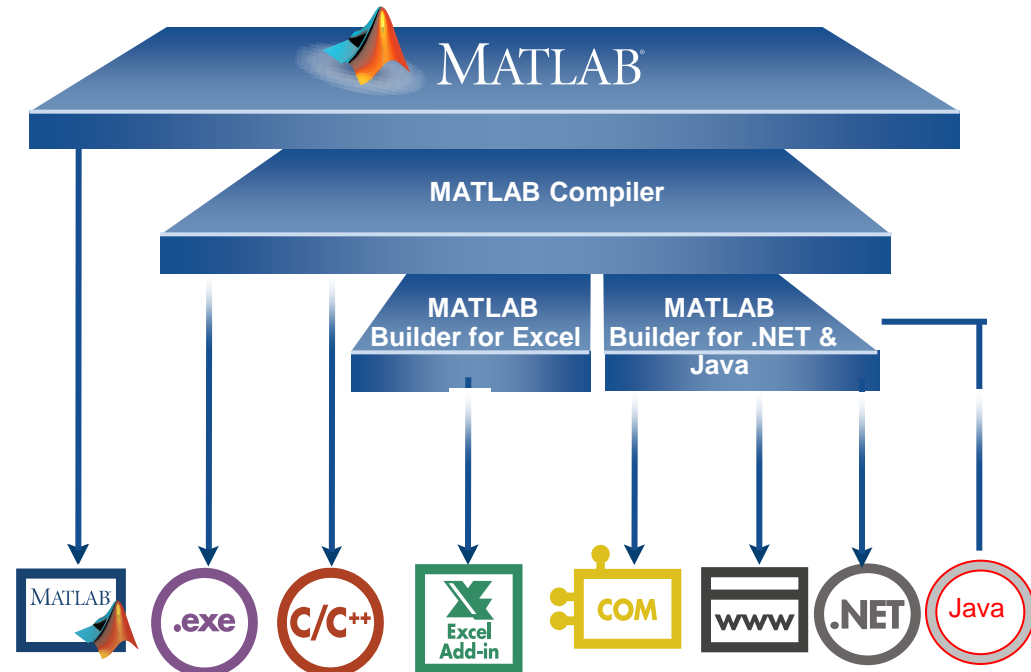 MATLAB®
MATLAB Compiler
MATLAB
Builder for Excel
MATLAB
Builder for .NET &
Java
MATLAB®
.exe
C/C++
Excel
Add-in
COM
www
.NET
Java